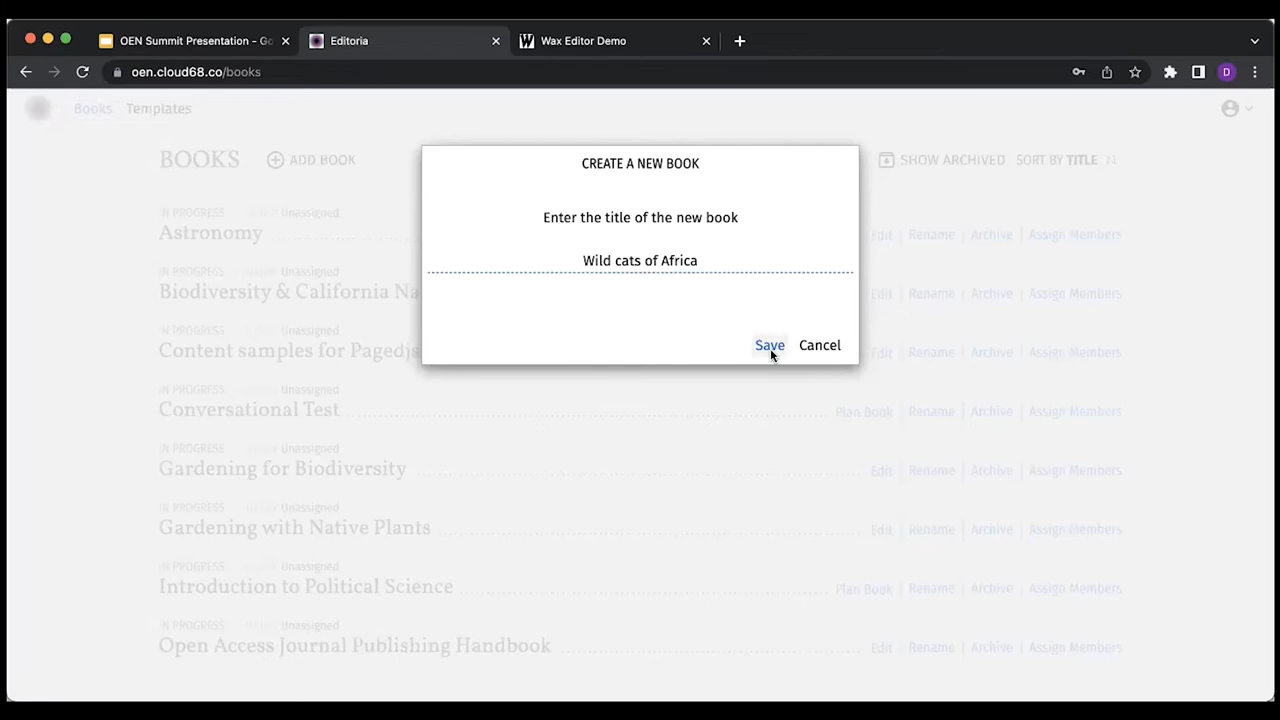 OEN Summit Presentation - Go
Editoria
Wax Editor Demo
oen.cloud68.co/books
D
Books
Templates
BOOKS
ADD BOOK
SHOW ARCHIVED
SORT BY TITLE
CREATE A NEW BOOK
Enter the title of the new book
Wild cats of Africa
Save
Cancel
IN PROGRESS Unassigned
Astronomy
Edit | Rename | Archive | Assign Members
IN PROGRESS Unassigned
Biodiversity & California Na
Edit | Rename | Archive | Assign Members
IN PROGRESS Unassigned
Content samples for Pagedjs
Edit | Rename | Archive | Assign Members
IN PROGRESS Unassigned
Conversational Test
Plan Book | Rename | Archive | Assign Members
IN PROGRESS Unassigned
Gardening for Biodiversity
Edit | Rename | Archive | Assign Members
IN PROGRESS Unassigned
Gardening with Native Plants
Edit | Rename | Archive | Assign Members
IN PROGRESS Unassigned
Introduction to Political Science
Plan Book | Rename | Archive | Assign Members
IN PROGRESS Unassigned
Open Access Journal Publishing Handbook
Edit | Rename | Archive | Assign Members